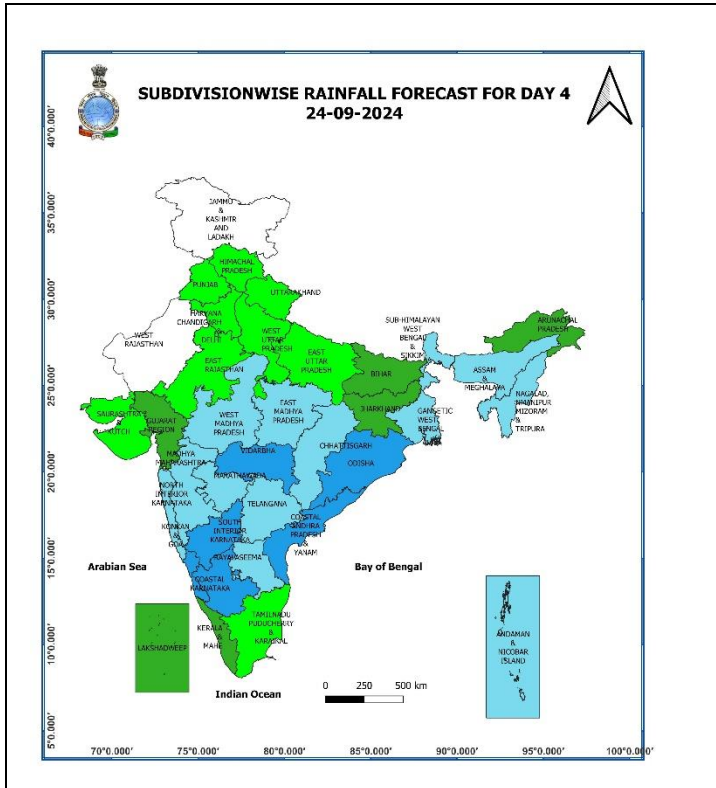 SUBDIVISIONWISE RAINFALL FORECAST FOR DAY 4
24-09-2024
JAMMU
&
KASHMIR
AND
LADAKH
HIMACHAL
PRADESH
PUNJAB
UTTARAKHAND
HARYANA
CHANDIGARH
&
DELHI
WEST
RAJASTHAN
WEST
UTTAR
PRADESH
SUB-HIMALAYAN
WEST
BENGAL
&
SIKKIM
ARUNACHAL
PRADESH
EAST
RAJASTHAN
EAST
UTTAR
PRADESH
BIHAR
ASSAM
&
MEGHALAYA
NAGALAD,
MANIPUR
MIZORAM &
TRIPURA
SAURASHTRA
&
KUTCH
GUJARAT
REGION
WEST
MADHYA
PRADESH
EAST
MADHYA
PRADESH
JHARKHAND
GANGETIC
WEST
BENGAL
CHHATTISGARH
MADHYA
MAHARASHTRA
VIDARBHA
ODISHA
MARATHAWADA
NORTH
INTERIOR
KARNATAKA
TELANGANA
KONKAN
&
GOA
SOUTH
INTERIOR
KARNATAKA
COASTAL
ANDHRA
PRADESH
&
YANAM
RAYALASEEMA
Arabian Sea
Bay of Bengal
COASTAL
KARNATAKA
TAMILNADU
PUDUCHERRY
&
KARAIKAL
KERALA
&
MAHE
LAKSHADWEEP
ANDAMAN
&
NICOBAR
ISLAND
Indian Ocean
0 250 500 km
40°0.000'
35°0.000'
30°0.000'
25°0.000'
20°0.000'
15°0.000'
10°0.000'
5°0.000'
70°0.000' 75°0.000' 80°0.000' 85°0.000' 90°0.000' 95°0.000' 100°0.000'